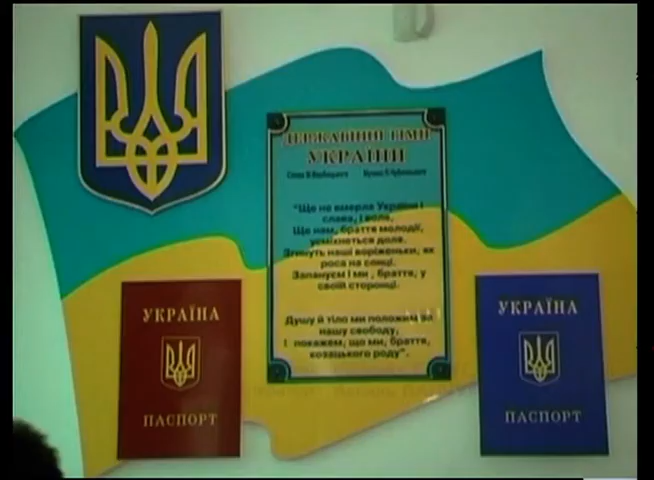 ДЕРЖАВНИЙ ГІМН
УКРАЇНИ
"Ще не вмерла України і
слава, і воля,
Ще нам, браття молодії,
усміхнеться доля.
Згинуть наші воріженьки, як
роса на сонці.
Запануєм і ми, браття, у
своїй сторонці.
Душу й тіло ми положим за
нашу свободу,
І покажем, що ми, браття,
козацького роду".
УКРАЇНА
ПАСПОРТ
УКРАЇНА
ПАСПОРТ